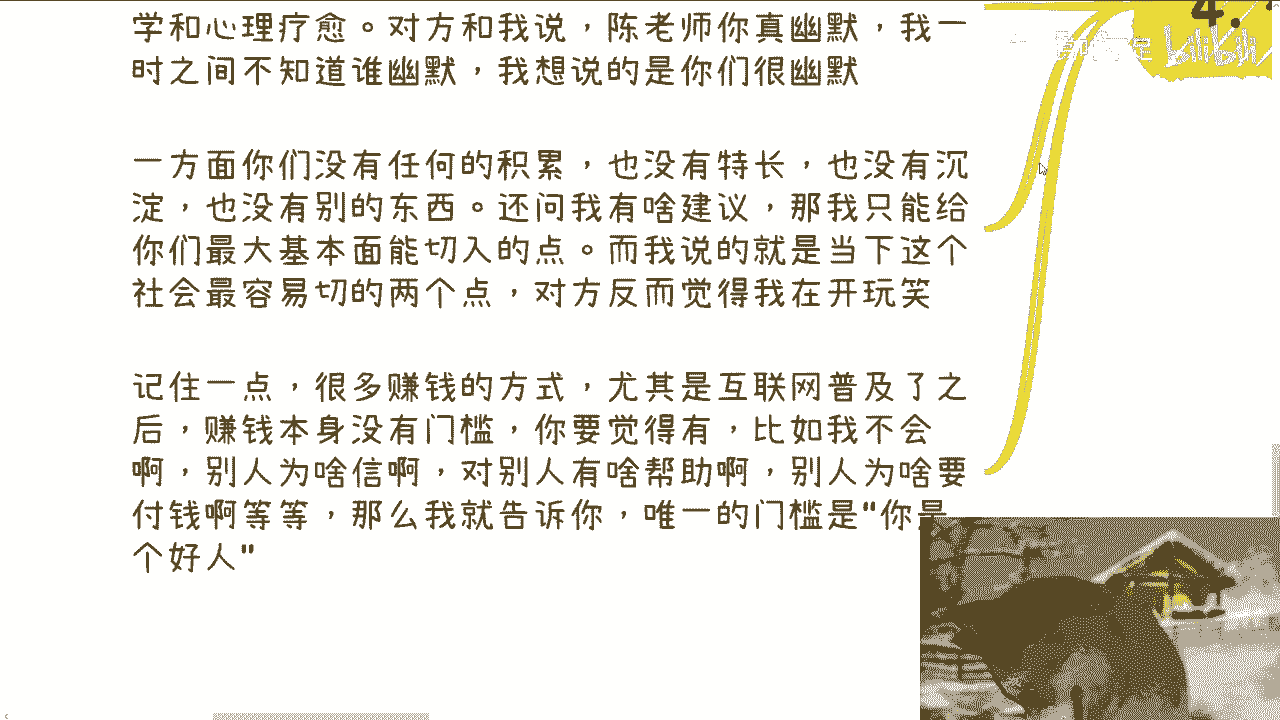 学和心理疗愈。对方和我说，陈老师你真幽默，我一
时之间不知道谁幽默，我想说的是你们很幽默
一方面你们没有任何的积累，也没有特长，也没有沉
淀，也没有别的东西。还问我有啥建议，那我只能给
你们最大基本面能切入的点。而我说的就是当下这个
社会最容易切的两个点，对方反而觉得我在开玩笑
记住一点，很多赚钱的方式，尤其是互联网普及了之
后，赚钱本身没有门槛，你要觉得有，比如我不会
啊，别人为啥信啊，对别人有啥帮助啊，别人为啥要
付钱啊等等，那么我就告诉你，唯一的门槛是"你是
个好人"
4.
bilibili